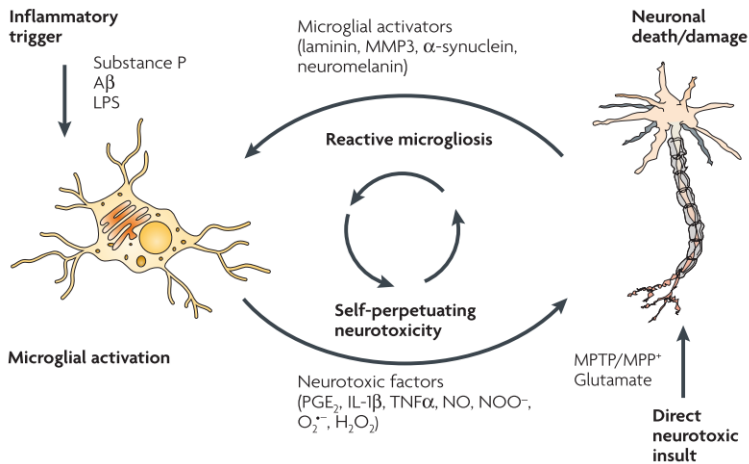 Inflammatory
trigger
Substance P
Aβ
LPS
Microglial activators
(laminin, MMP3, α-synuclein,
neuromelanin)
Neuronal
death/damage
Reactive microgliosis
Self-perpetuating
neurotoxicity
Microglial activation
Neurotoxic factors
(PGE₂, IL-1β, TNFα, NO, NOO⁻,
O₂•⁻, H₂O₂)
MPTP/MPP⁺
Glutamate
Direct
neurotoxic
insult